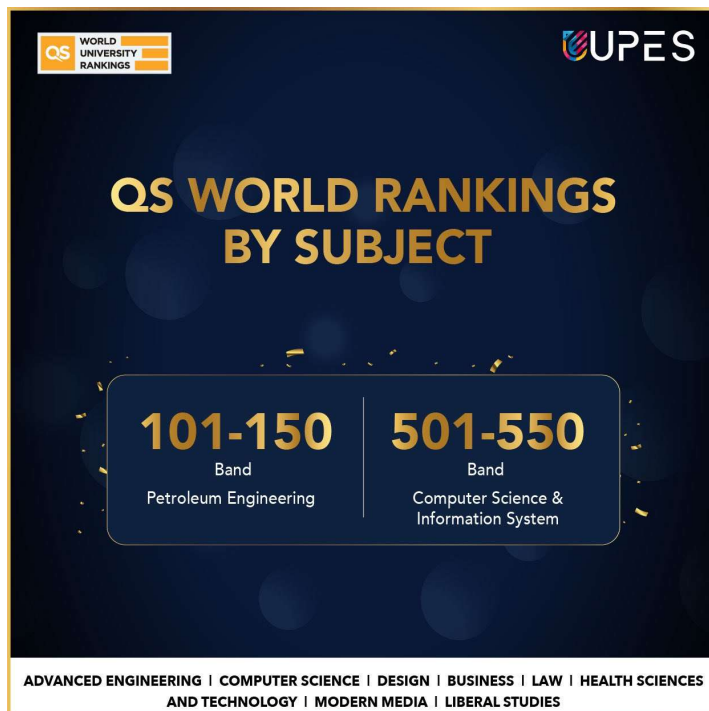 QS
WORLD
UNIVERSITY
RANKINGS
UPES
QS WORLD RANKINGS
BY SUBJECT
101-150
Band
Petroleum Engineering
501-550
Band
Computer Science &
Information System
ADVANCED ENGINEERING | COMPUTER SCIENCE | DESIGN | BUSINESS | LAW | HEALTH SCIENCES
AND TECHNOLOGY | MODERN MEDIA | LIBERAL STUDIES